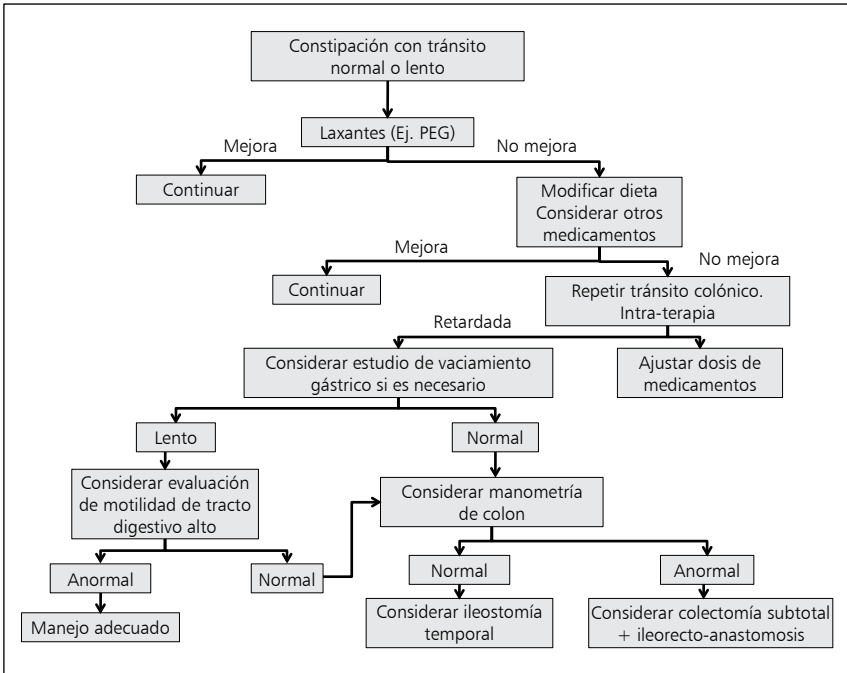 Constipación con tránsito
normal o lento
Laxantes (Ej. PEG)
Mejora
No mejora
Continuar
Modificar dieta
Considerar otros
medicamentos
Mejora
No mejora
Continuar
Repetir tránsito colónico.
Intra-terapia
Retardada
Considerar estudio de vaciamiento
gástrico si es necesario
Ajustar dosis de
medicamentos
Lento
Normal
Considerar evaluación
de motilidad de tracto
digestivo alto
Considerar manometría
de colon
Anormal
Normal
Normal
Anormal
Manejo adecuado
Considerar ileostomía
temporal
Considerar colectomía subtotal
+ ileorecto-anastomosis